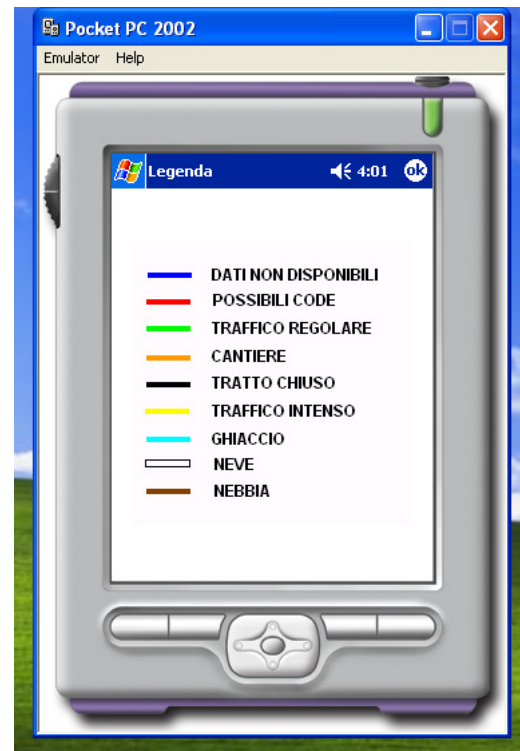 Pocket PC 2002
Emulator Help
Legenda 4:01 ok
DATI NON DISPONIBILI
POSSIBILI CODE
TRAFFICO REGOLARE
CANTIERE
TRATTO CHIUSO
TRAFFICO INTENSO
GHIACCIO
NEVE
NEBBIA